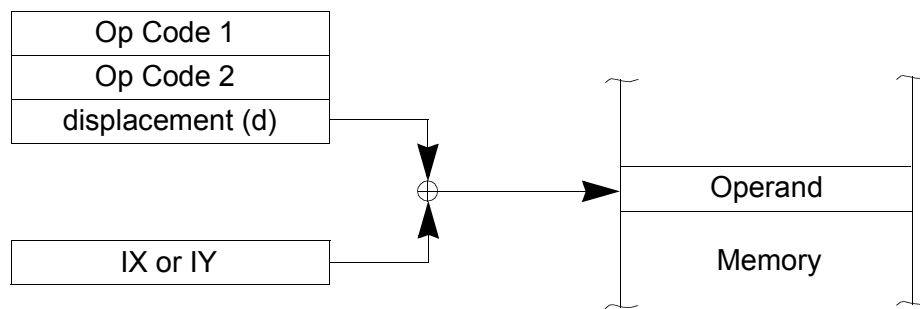 Op Code 1
Op Code 2
displacement (d)
IX or IY
Operand
Memory